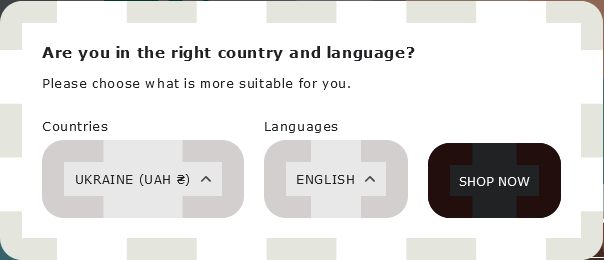 Are you in the right country and language?
Please choose what is more suitable for you.
Countries
Languages
UKRAINE (UAH ₴)
ENGLISH
SHOP NOW